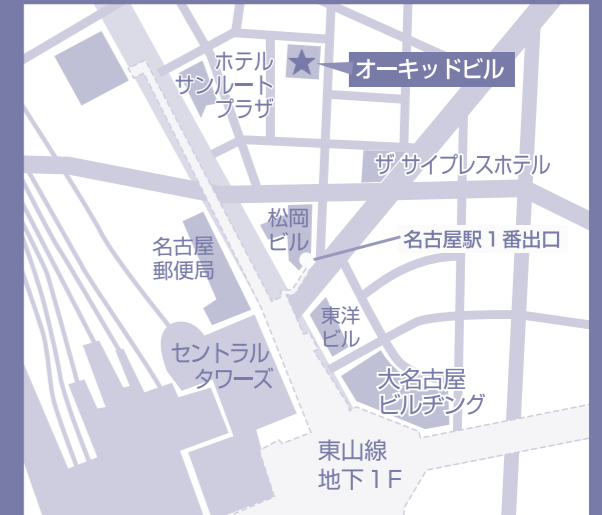 ホテル
サンルート
プラザ
オーキッドビル
ザ サイプレスホテル
松岡
ビル
名古屋駅1番出口
名古屋
郵便局
東洋
ビル
セントラル
タワーズ
大名古屋
ビルヂング
東山線
地下1F